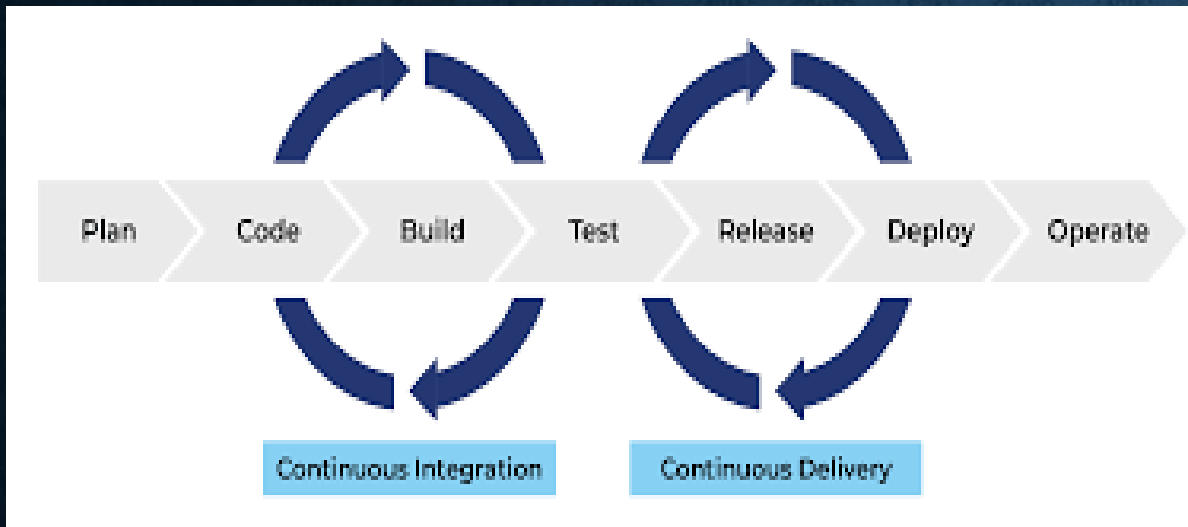 Plan Code Build Test Release Deploy Operate
Continuous Integration
Continuous Delivery